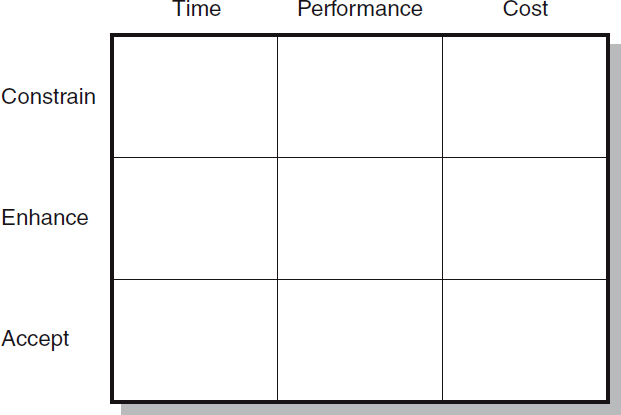 Time Performance Cost
Constrain
Enhance
Accept